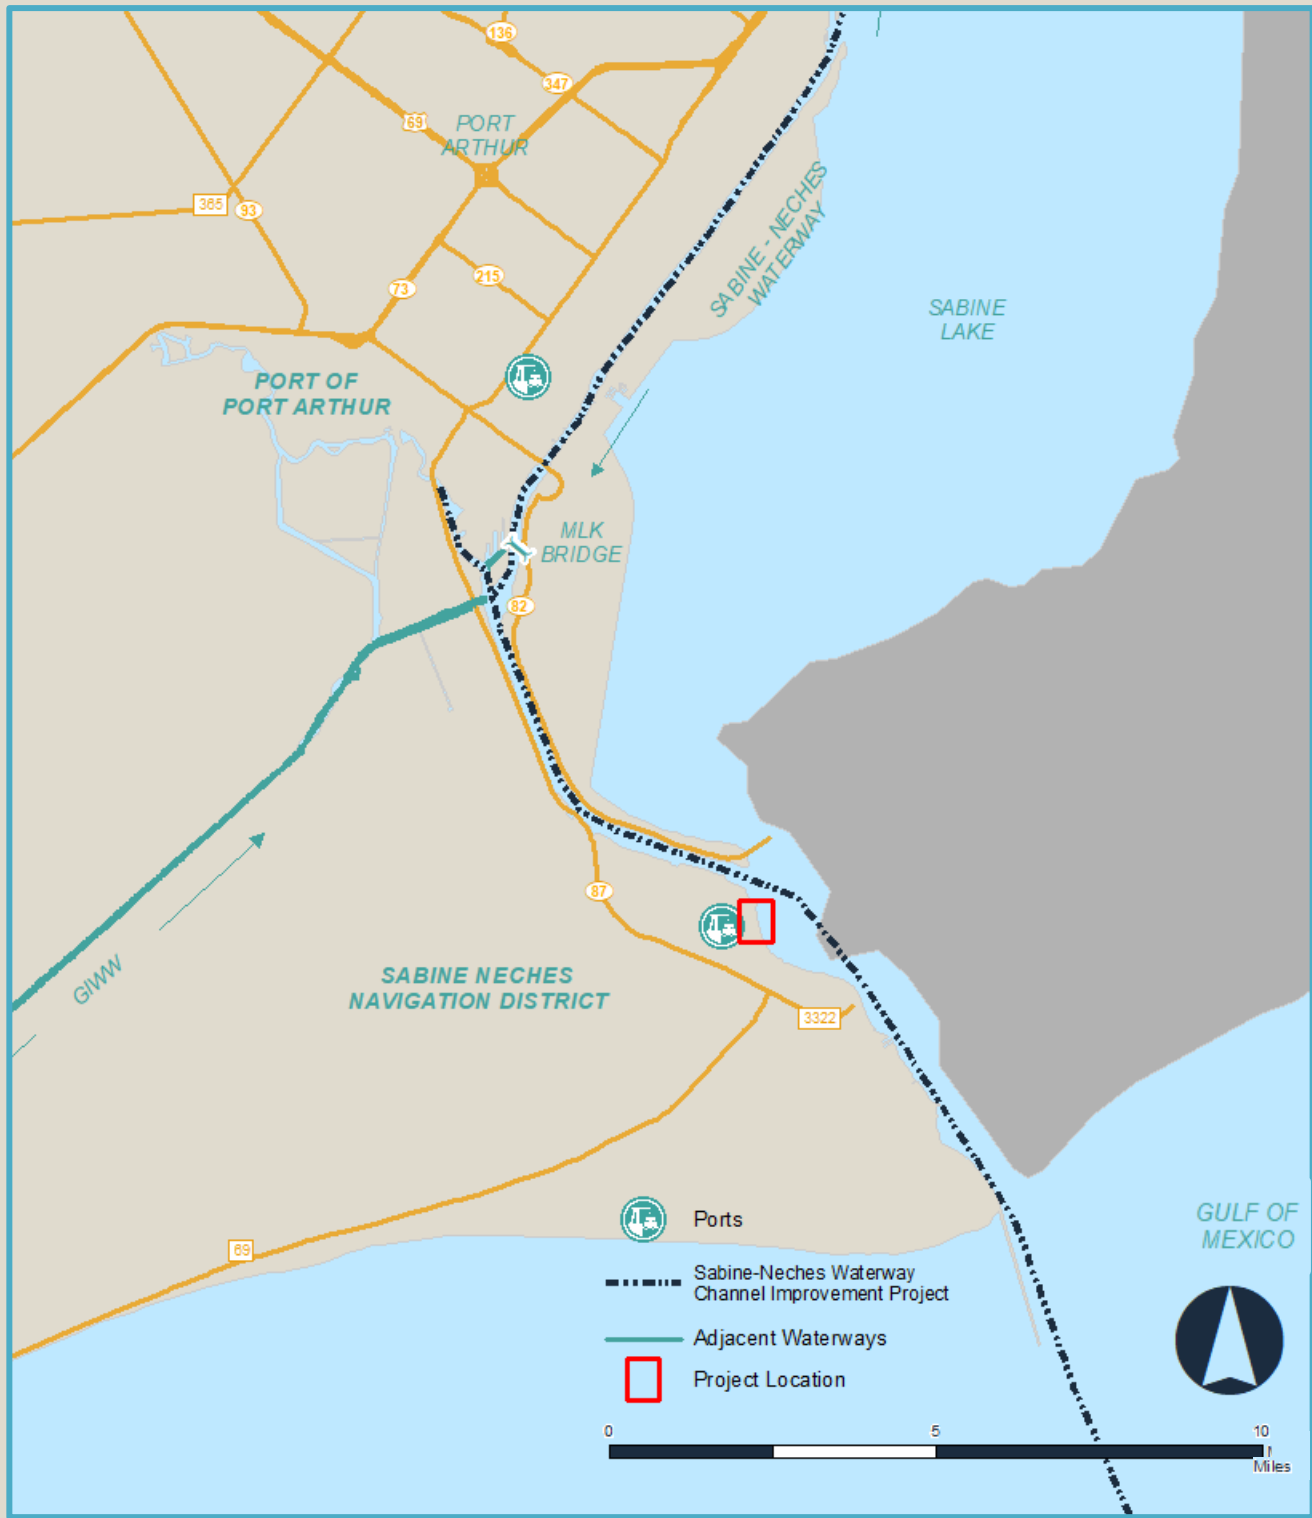 136
347
69
PORT
ARTHUR
365
93
SABINE - NECHES
WATERWAY
215
73
SABINE
LAKE
PORT OF
PORT ARTHUR
MLK
BRIDGE
82
87
GIWW
SABINE NECHES
NAVIGATION DISTRICT
3322
69
Ports
GULF OF
MEXICO
Sabine-Neches Waterway
Channel Improvement Project
Adjacent Waterways
Project Location
0 5 10
Miles